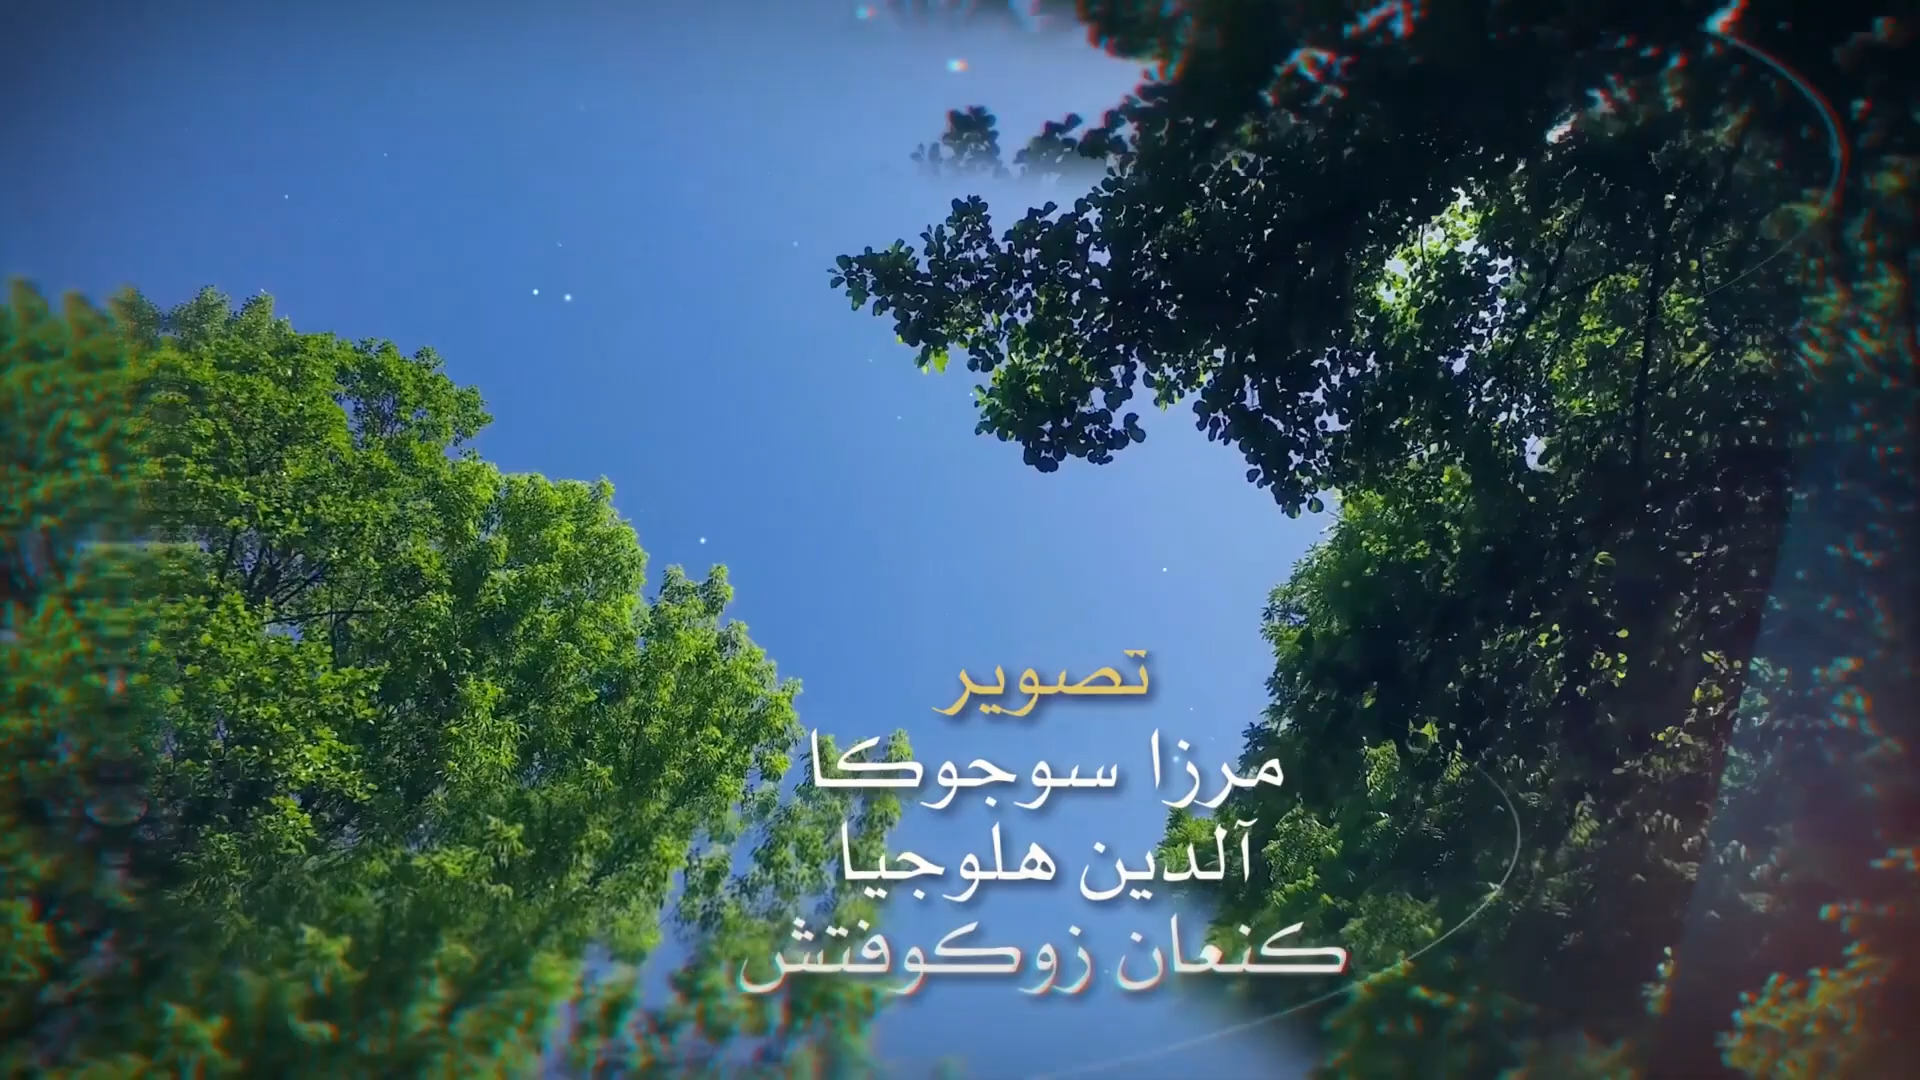 تصوير
مرزا سوجوكا
آلدين هلوجيا
كنعان زوكوفتش